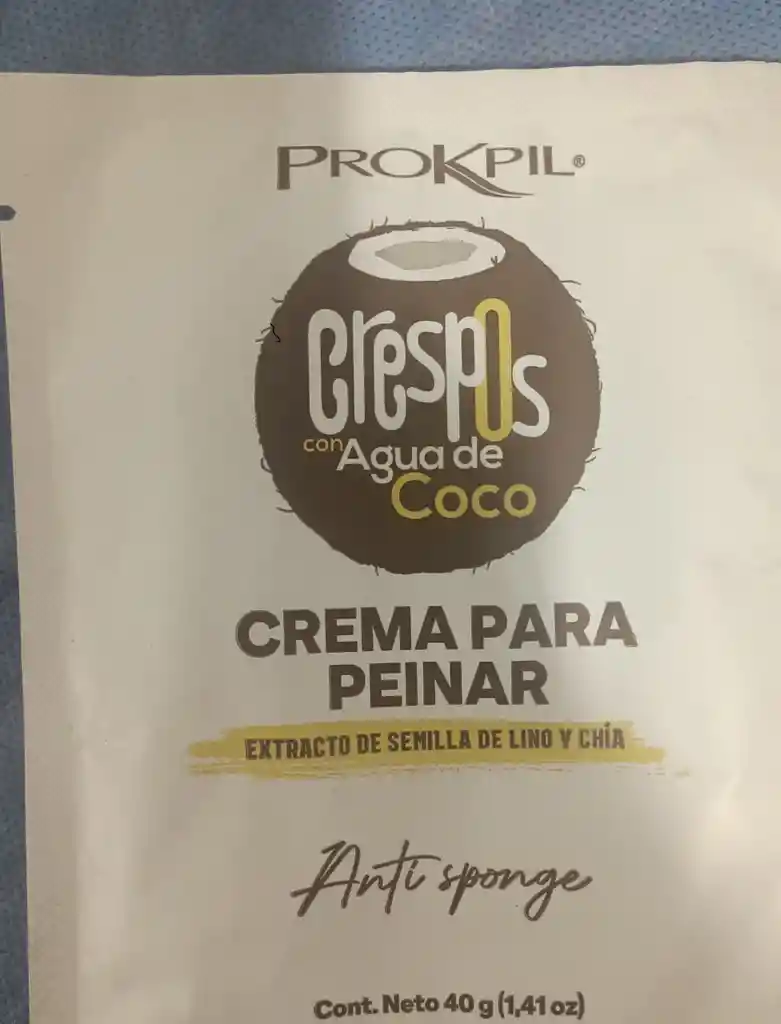 PROKPIL®
Crespos
con Agua de
Coco
CREMA PARA
PEINAR
EXTRACTO DE SEMILLA DE LINO Y CHÍA
Anti sponge
Cont. Neto 40 g (1,41 oz)